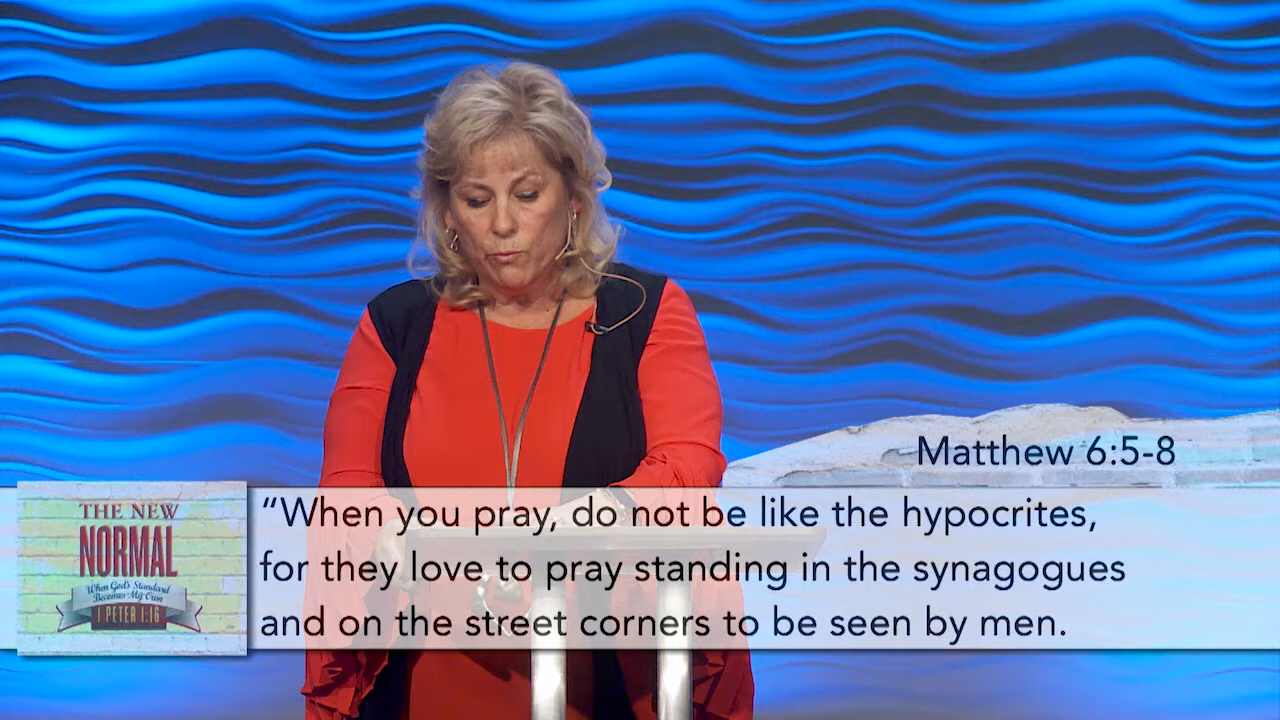 Matthew 6:5-8
THE NEW
NORMAL
When God's Standard
Becomes My Own
1 PETER 1:16
“When you pray, do not be like the hypocrites,
for they love to pray standing in the synagogues
and on the street corners to be seen by men.